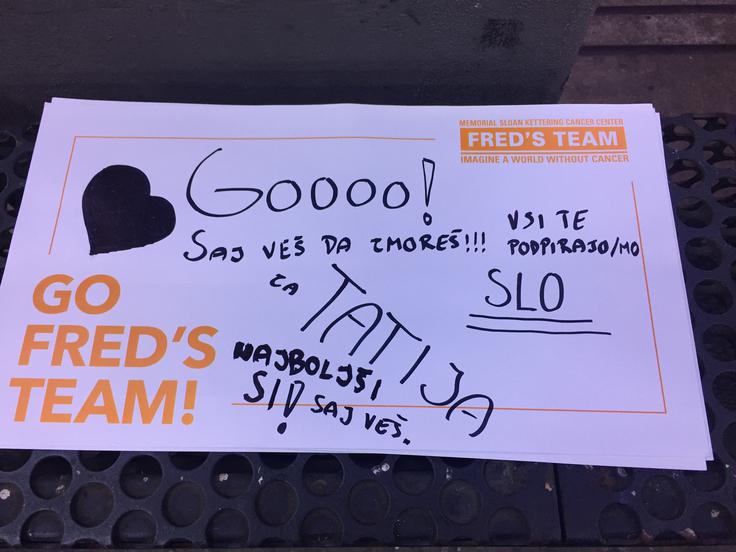 MEMORIAL SLOAN KETTERING CANCER CENTER
FRED'S TEAM
IMAGINE A WORLD WITHOUT CANCER
GOOOO!
SAJ VEŠ DA ZMOREŠ!!!
VSI TE
PODPIRAJO/MO
SLO
ZA
TATIJA
NAJBOLJŠI
SI! SAJ VEŠ.
GO
FRED'S
TEAM!